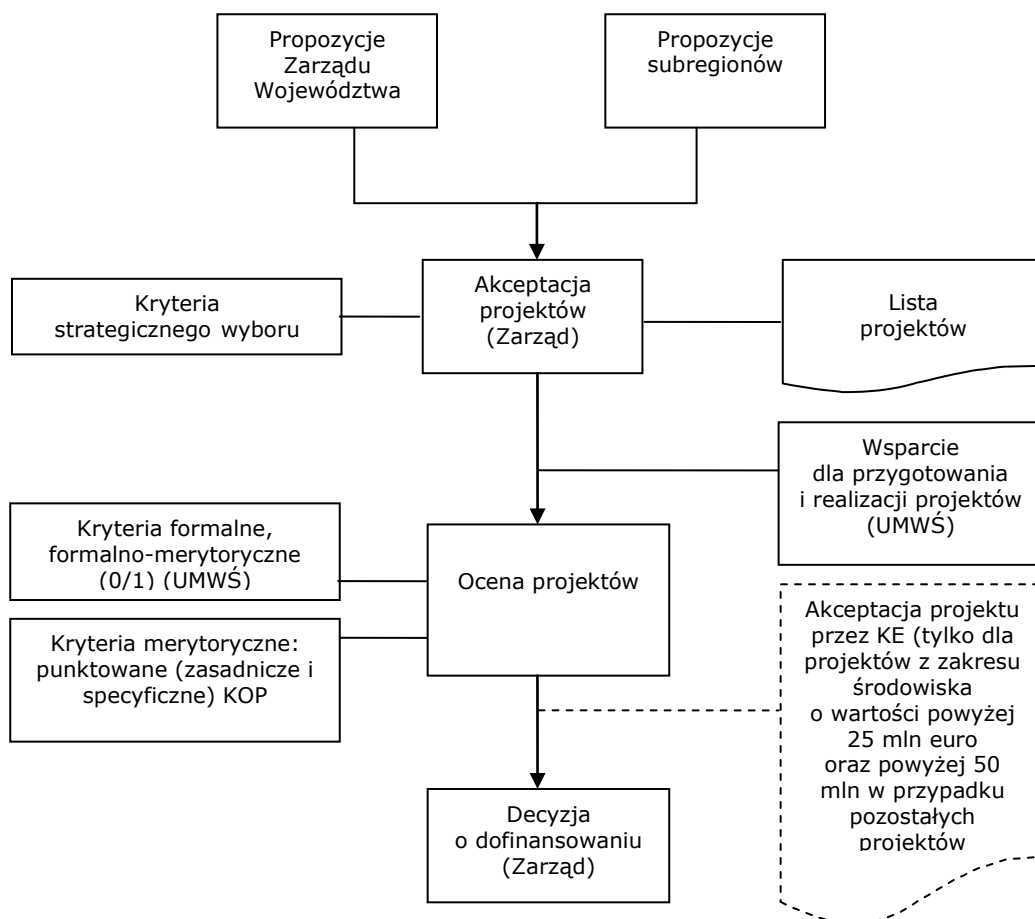 Propozycje
Zarządu
Województwa
Propozycje
subregionów
Kryteria
strategicznego wyboru
Akceptacja
projektów
(Zarząd)
Lista
projektów
Wsparcie
dla przygotowania
i realizacji projektów
(UMWŚ)
Kryteria formalne,
formalno-merytoryczne
(0/1) (UMWŚ)
Ocena projektów
Kryteria merytoryczne:
punktowane (zasadnicze i
specyficzne) KOP
Akceptacja projektu
przez KE (tylko dla
projektów z zakresu
środowiska
o wartości powyżej
25 mln euro
oraz powyżej 50
mln w przypadku
pozostałych
projektów
Decyzja
o dofinansowaniu
(Zarząd)